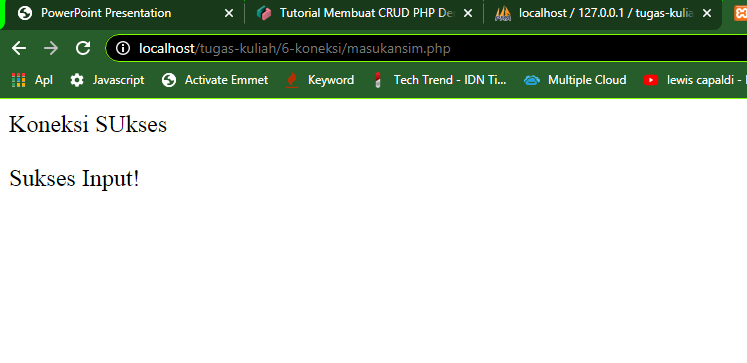 PowerPoint Presentation
Tutorial Membuat CRUD PHP De
localhost / 127.0.0.1 / tugas-kulia
localhost/tugas-kuliah/6-koneksi/masukansim.php
Apl Javascript Activate Emmet Keyword Tech Trend - IDN Ti... Multiple Cloud lewis capaldi -
Koneksi SUkses
Sukses Input!